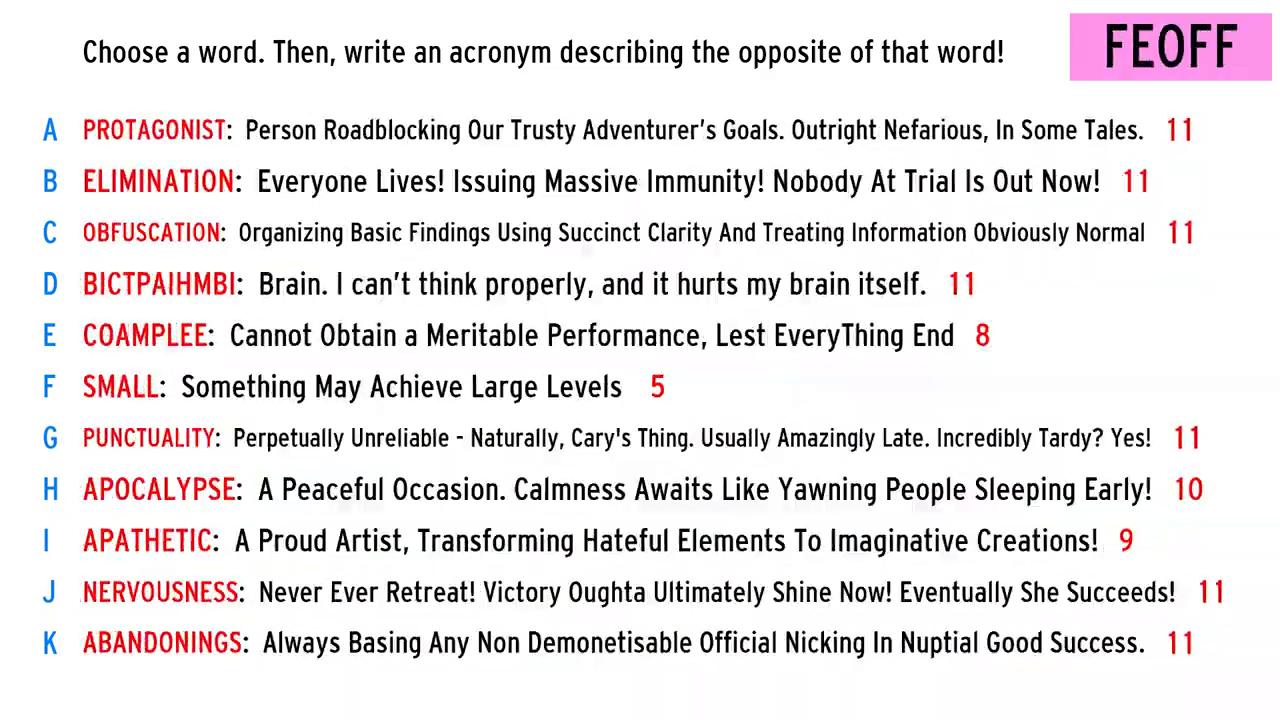 Choose a word. Then, write an acronym describing the opposite of that word!
FEOFF
A PROTAGONIST: Person Roadblocking Our Trusty Adventurer's Goals. Outright Nefarious, In Some Tales. 11
B ELIMINATION: Everyone Lives! Issuing Massive Immunity! Nobody At Trial Is Out Now! 11
C OBFUSCATION: Organizing Basic Findings Using Succinct Clarity And Treating Information Obviously Normal 11
D BICTPAIHMBI: Brain. I can't think properly, and it hurts my brain itself. 11
E COAMPLEE: Cannot Obtain a Meritable Performance, Lest EveryThing End 8
F SMALL: Something May Achieve Large Levels 5
G PUNCTUALITY: Perpetually Unreliable - Naturally, Cary's Thing. Usually Amazingly Late. Incredibly Tardy? Yes! 11
H APOCALYPSE: A Peaceful Occasion. Calmness Awaits Like Yawning People Sleeping Early! 10
I APATHETIC: A Proud Artist, Transforming Hateful Elements To Imaginative Creations! 9
J NERVOUSNESS: Never Ever Retreat! Victory Oughta Ultimately Shine Now! Eventually She Succeeds! 11
K ABANDONINGS: Always Basing Any Non Demonetisable Official Nicking In Nuptial Good Success. 11